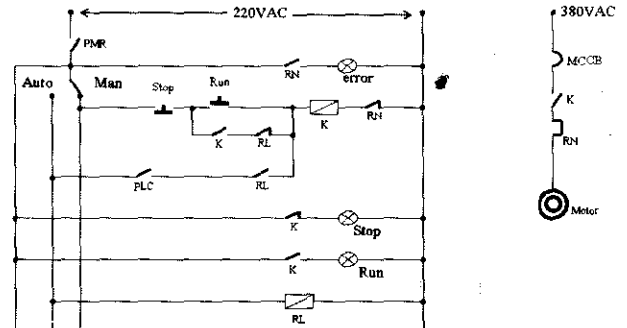 220VAC
380VAC
PMR
MCCB
RN
error
Auto
Man
Stop
Run
K
K
RN
K
RL
RN
PLC
RL
Motor
K
Stop
K
Run
RL